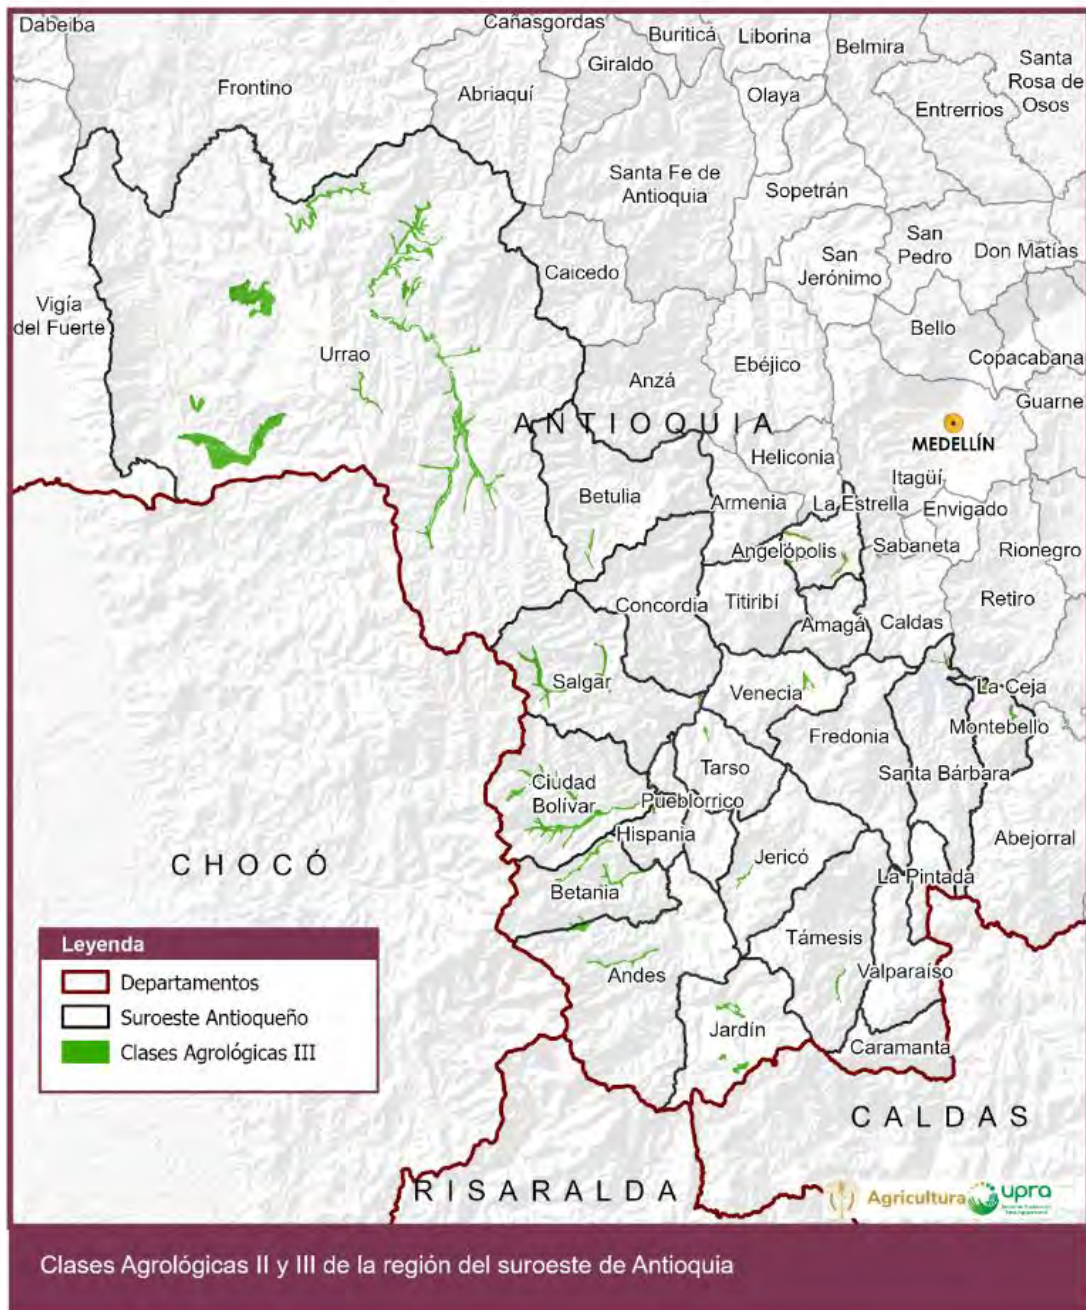 Dabeiba
Cañasgordas
Buriticá
Liborina
Belmira
Santa
Rosa de
Osos
Giraldo
Frontino
Abriaquí
Olaya
Entrerrios
Santa Fe de
Antioquia
Sopetrán
San
Pedro
Don Matías
San
Jerónimo
Caicedo
Vigía
del Fuerte
Bello
Copacabana
Urrao
Ebéjico
Anzá
Guarne
ANTIOQUIA
MEDELLÍN
Heliconia
Itagüí
Betulia
Armenia
La Estrella
Envigado
Angelópolis
Sabaneta
Rionegro
Concordia
Titiribí
Amagá
Caldas
Retiro
Salgar
Venecia
La Ceja
Montebello
Fredonia
Tarso
Santa Bárbara
Ciudad
Bolívar
Pueblorrico
Hispania
Abejorral
CHOCÓ
Jericó
La Pintada
Betania
Támesis
Valparaíso
Andes
Jardín
Caramanta
CALDAS
RISARALDA
Leyenda
Departamentos
Suroeste Antioqueño
Clases Agrológicas III
Agricultura
upra
Clases Agrológicas II y III de la región del suroeste de Antioquia